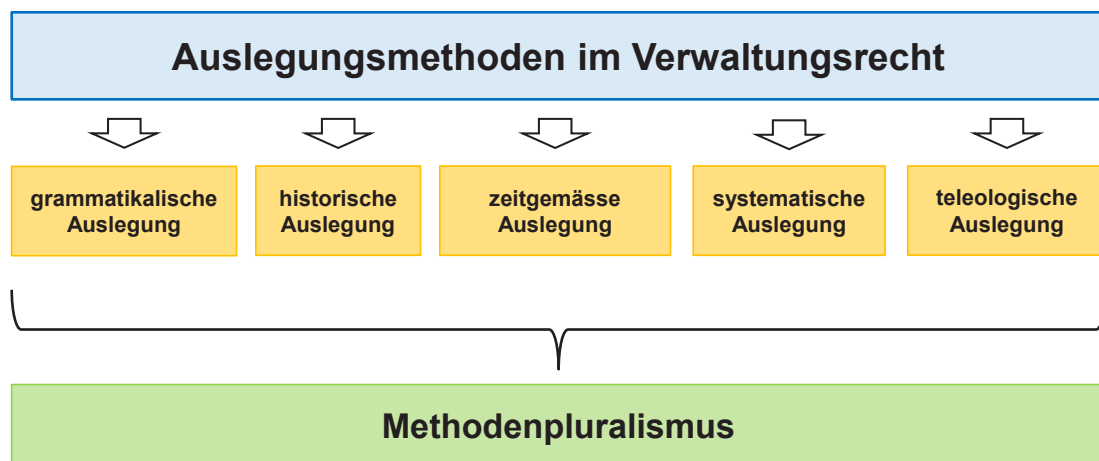 Auslegungsmethoden im Verwaltungsrecht
grammatikalische
Auslegung
historische
Auslegung
zeitgemässe
Auslegung
systematische
Auslegung
teleologische
Auslegung
Methodenpluralismus